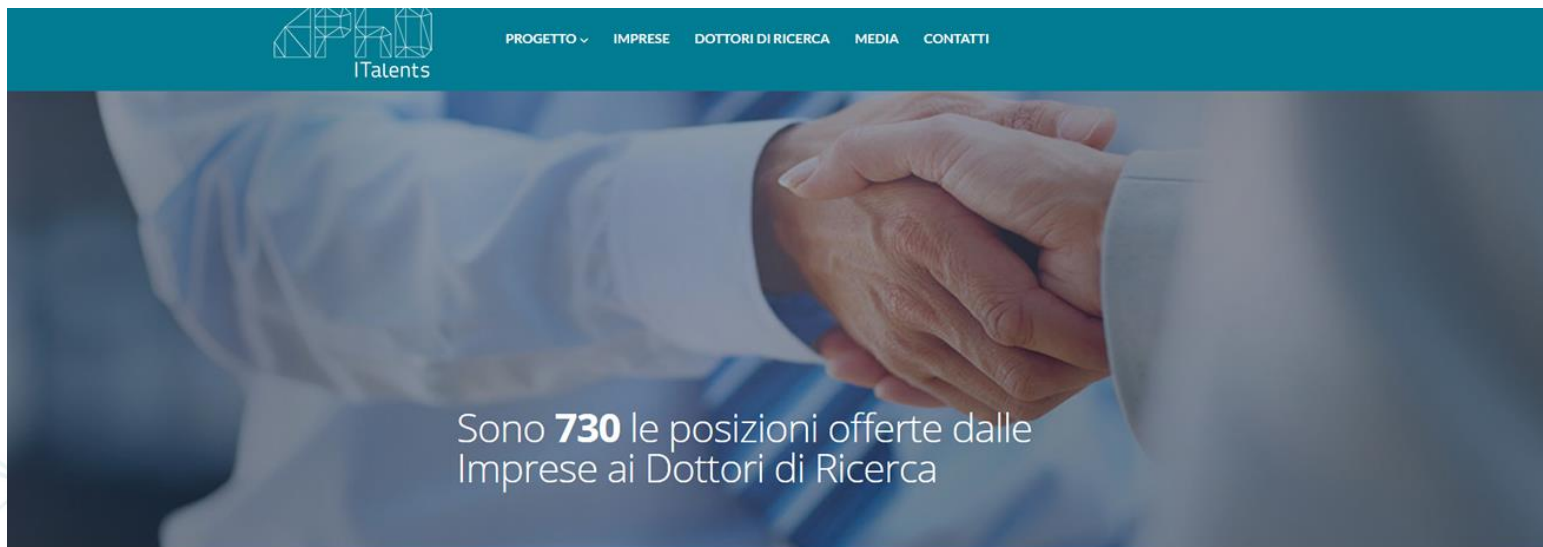 PhD
ITalents
PROGETTO IMPRESE DOTTORI DI RICERCA MEDIA CONTATTI
Sono 730 le posizioni offerte dalle
Imprese ai Dottori di Ricerca